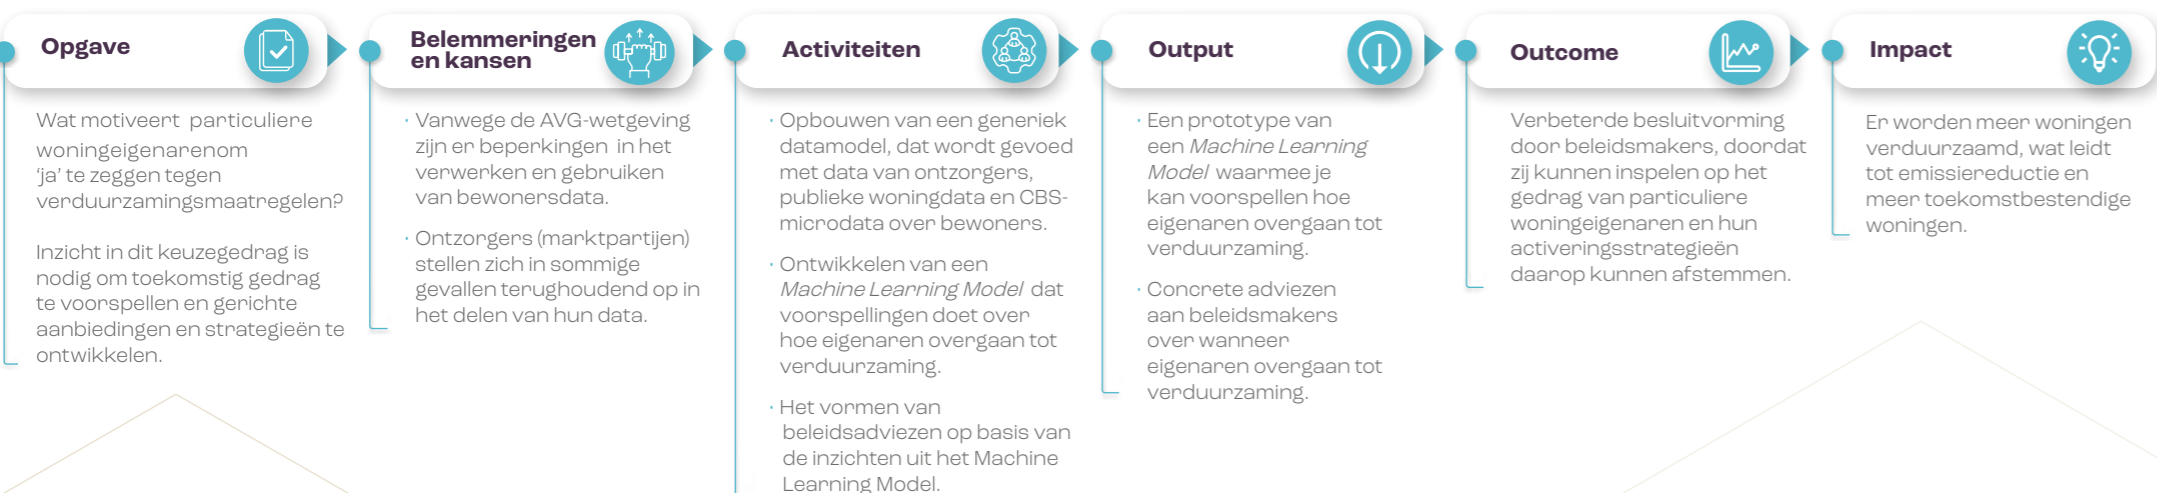 Opgave
Wat motiveert particuliere
woningeigenarenom
‘ja’ te zeggen tegen
verduurzamingsmaatregelen?
Inzicht in dit keuzegedrag is
nodig om toekomstig gedrag
te voorspellen en gerichte
aanbiedingen en strategieën te
ontwikkelen.
Belemmeringen
en kansen
· Vanwege de AVG-wetgeving
zijn er beperkingen in het
verwerken en gebruiken
van bewonersdata.
· Ontzorgers (marktpartijen)
stellen zich in sommige
gevallen terughoudend op in
het delen van hun data.
Activiteiten
· Opbouwen van een generiek
datamodel, dat wordt gevoed
met data van ontzorgers,
publieke woningdata en CBS-
microdata over bewoners.
· Ontwikkelen van een
Machine Learning Model dat
voorspellingen doet over
hoe eigenaren overgaan tot
verduurzaming.
· Het vormen van
beleidsadviezen op basis van
de inzichten uit het Machine
Learning Model.
Output
· Een prototype van
een Machine Learning
Model waarmee je
kan voorspellen hoe
eigenaren overgaan tot
verduurzaming.
· Concrete adviezen
aan beleidsmakers
over wanneer
eigenaren overgaan tot
verduurzaming.
Outcome
Verbeterde besluitvorming
door beleidsmakers, doordat
zij kunnen inspelen op het
gedrag van particuliere
woningeigenaren en hun
activeringsstrategieën
daarop kunnen afstemmen.
Impact
Er worden meer woningen
verduurzaamd, wat leidt
tot emissiereductie en
meer toekomstbestendige
woningen.